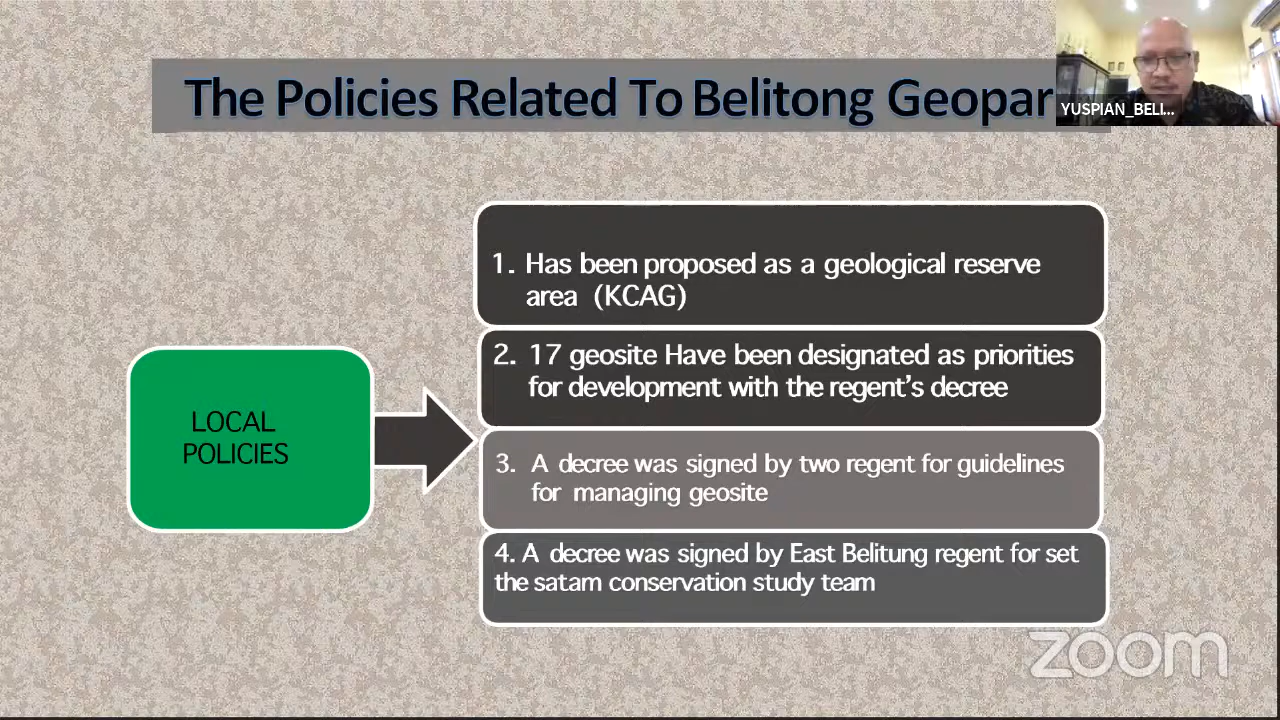 The Policies Related To Belitong Geopar
YUSPIAN_BELI...
LOCAL
POLICIES
1. Has been proposed as a geological reserve
area (KCAG)
2. 17 geosite Have been designated as priorities
for development with the regent's decree
3. A decree was signed by two regent for guidelines
for managing geosite
4. A decree was signed by East Belitung regent for set
the satam conservation study team
zoom